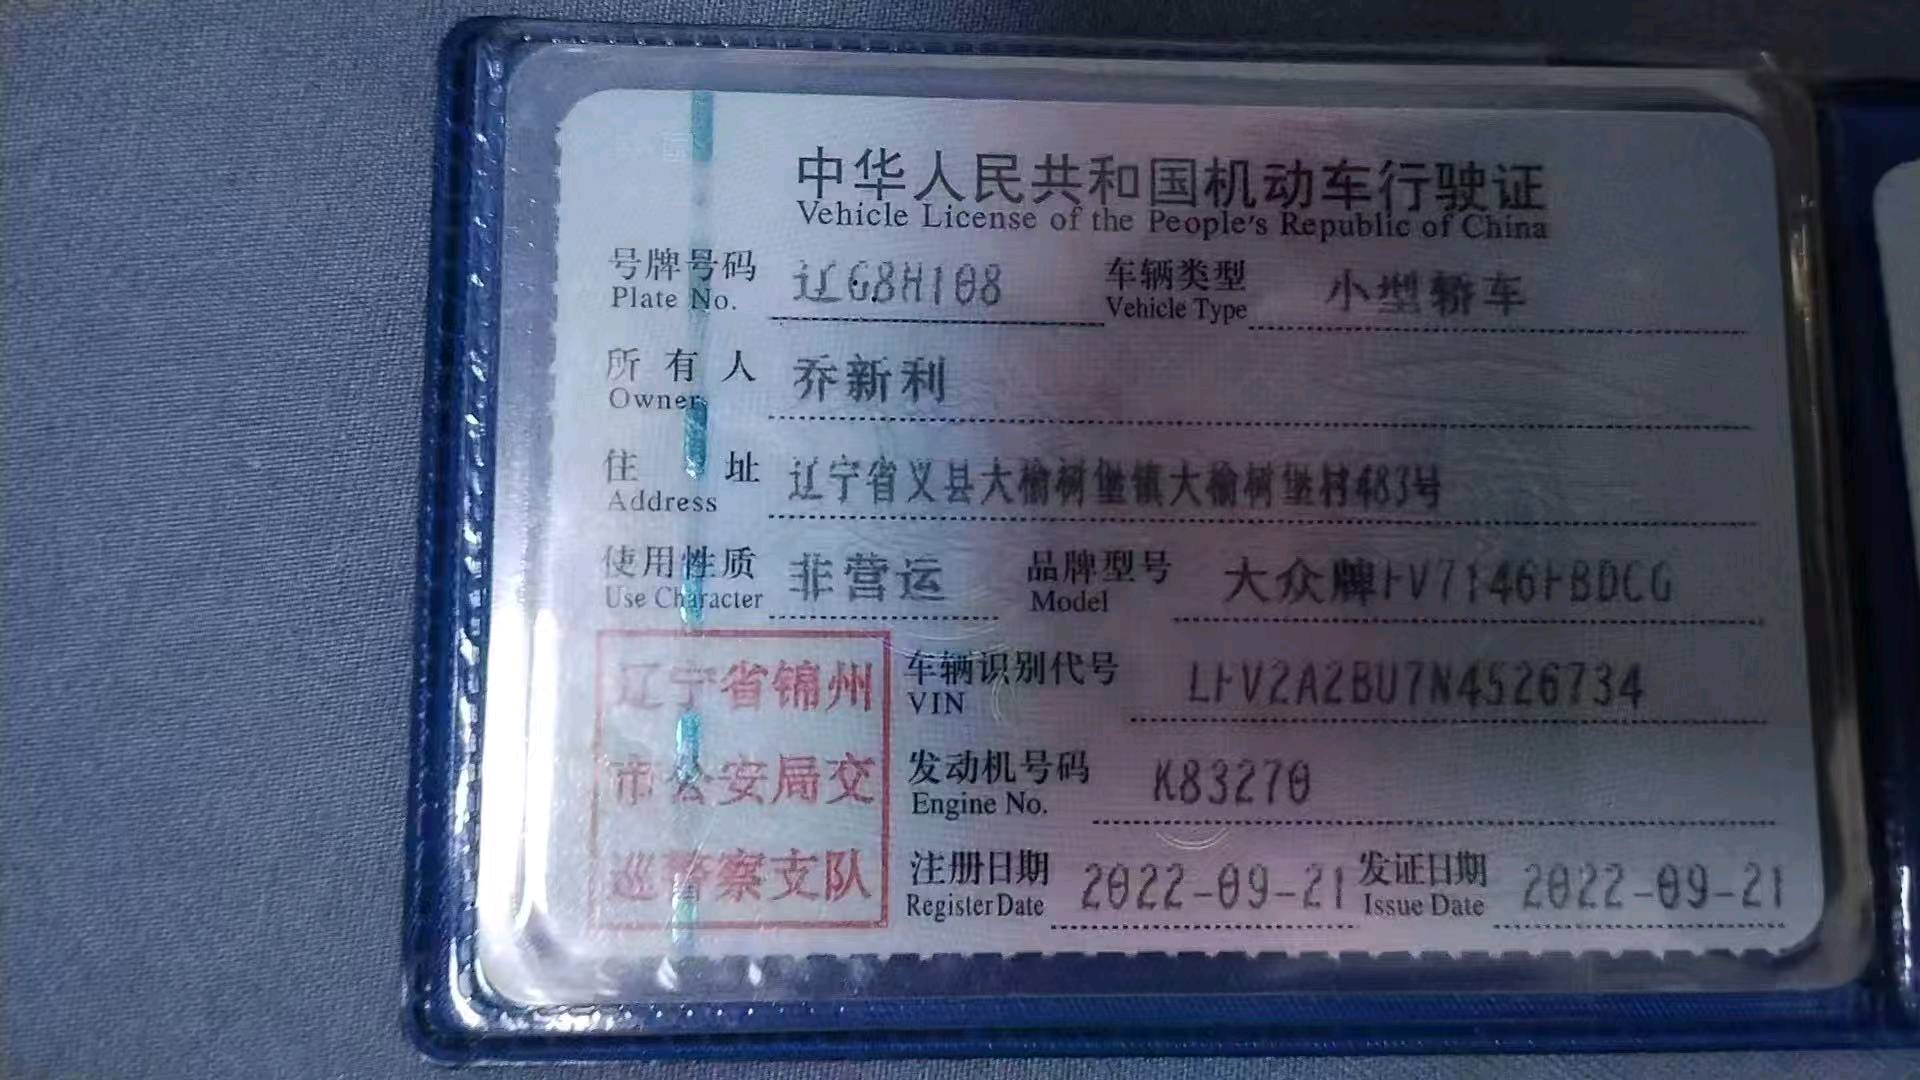 中华人民共和国机动车行驶证
Vehicle License of the People's Republic of China
号牌号码 辽G8H108 车辆类型 小型轿车
Plate No. Vehicle Type
所有人 乔新利
Owner
住址 辽宁省义县大榆树堡镇大榆树堡村483号
Address
使用性质 非营运 品牌型号 大众牌FV7146FBDCG
Use Character Model
辽宁省锦州
市公安局交
巡警察支队
车辆识别代号 LFV2A2BU7N4526734
VIN
发动机号码 K83270
Engine No.
注册日期 2022-09-21 发证日期 2022-09-21
Register Date Issue Date